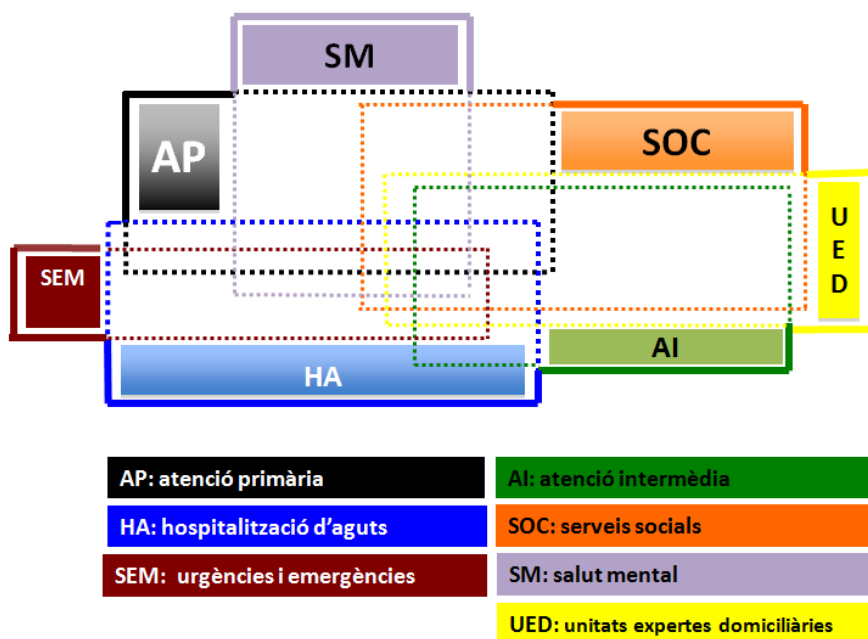 SM
AP
SOC
U
E
D
SEM
AI
HA
AP: atenció primària
AI: atenció intermèdia
HA: hospitalització d'aguts
SOC: serveis socials
SEM: urgències i emergències
SM: salut mental
UED: unitats expertes domiciliàries